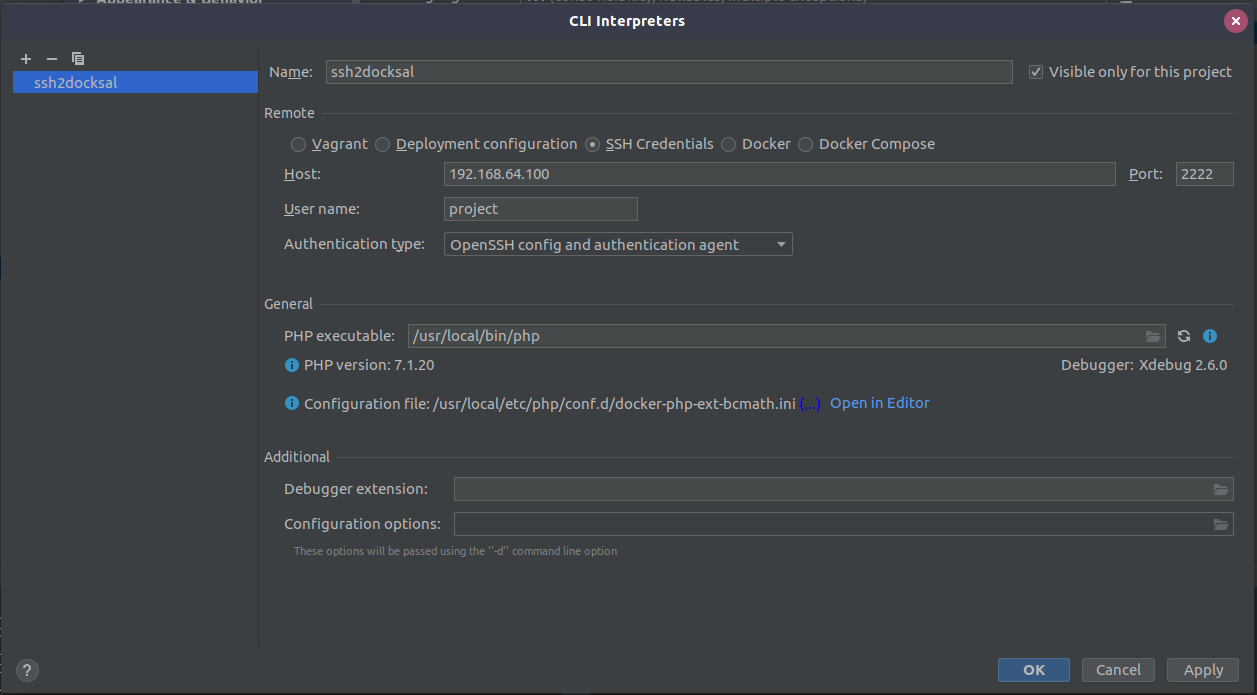 CLI Interpreters
ssh2docksal
Name: ssh2docksal Visible only for this project
Remote
Vagrant Deployment configuration SSH Credentials Docker Docker Compose
Host: 192.168.64.100 Port: 2222
User name: project
Authentication type: OpenSSH config and authentication agent
General
PHP executable: /usr/local/bin/php
PHP version: 7.1.20 Debugger: Xdebug 2.6.0
Configuration file: /usr/local/etc/php/conf.d/docker-php-ext-bcmath.ini (...) Open in Editor
Additional
Debugger extension:
Configuration options:
These options will be passed using the "-d" command line option
? OK Cancel Apply